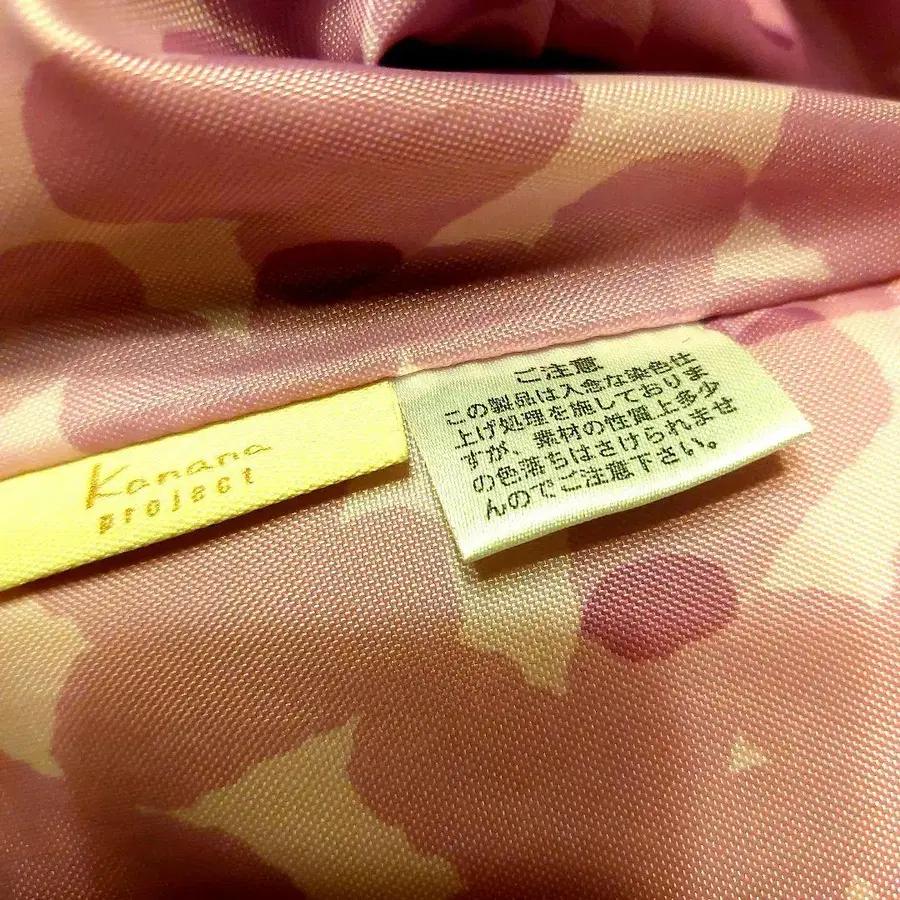 Kanana
project
ご注意
この製品は入念な染色仕
上げ処理を施しておりま
すが、素材の性質上多少
の色落ちはさけられませ
んのでご注意下さい。